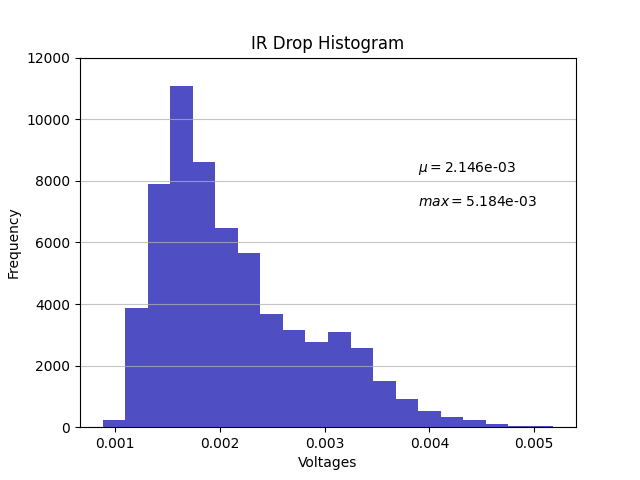 IR Drop Histogram
12000
10000
8000
6000
4000
2000
0
Frequency
μ = 2.146e-03
max = 5.184e-03
0.001 0.002 0.003 0.004 0.005
Voltages